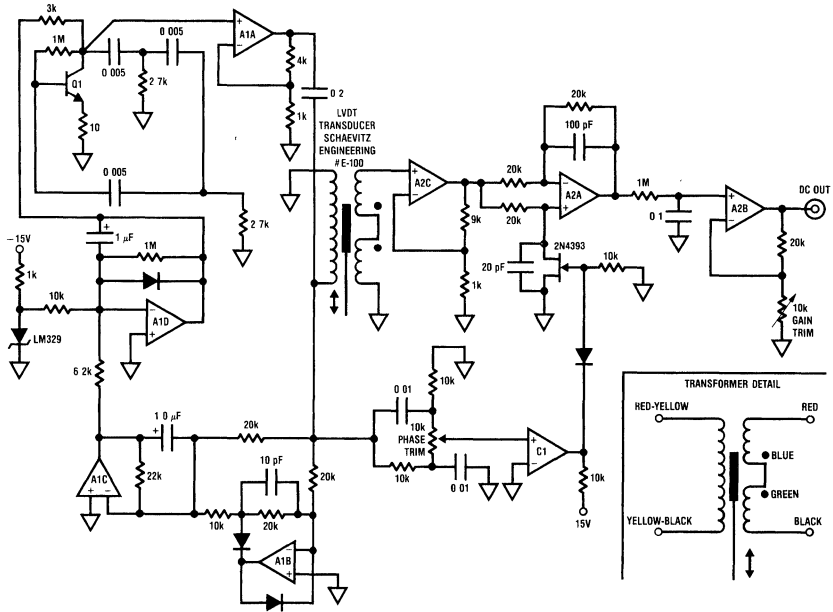 3k
0 005
0 005
1M
Q1
0 005
2 7k
10
0 005
2 7k
A1A
4k
1k
0 2
LVDT
TRANSDUCER
SCHAEVITZ
ENGINEERING
#E-100
A2C
9k
1k
20k
100 pF
20k
20k
A2A
1M
0 1
A2B
DC OUT
20k
10k
GAIN
TRIM
2N4393
20 pF
10k
+
1 µF
1M
−15V
1k
10k
LM329
A1D
6 2k
+
1 0 µF
22k
A1C
20k
10k
10 pF
20k
20k
A1B
0 01
10k
10k
PHASE
TRIM
10k
0 01
C1
10k
15V
TRANSFORMER DETAIL
RED-YELLOW
RED
BLUE
GREEN
YELLOW-BLACK
BLACK